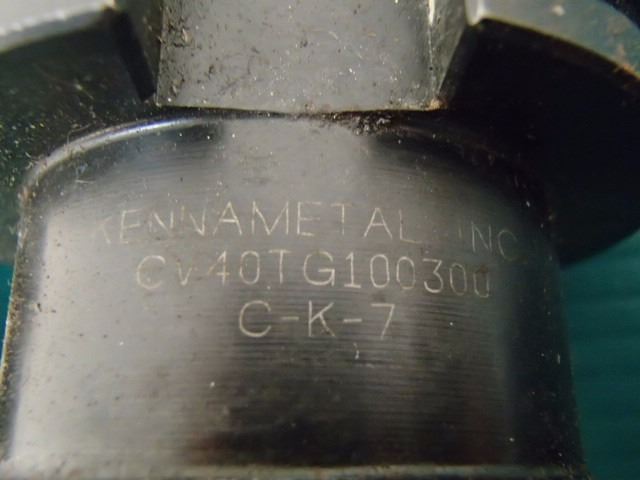 KENNAMETAL INC.
CV40TG100300
C-K-7